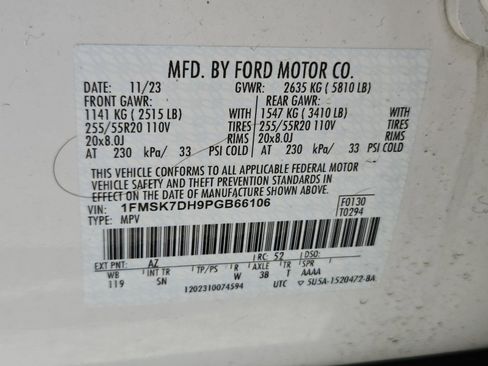 MFD. BY FORD MOTOR CO.
DATE: 11/23 GVWR: 2635 KG ( 5810 LB)
FRONT GAWR: REAR GAWR:
1141 KG ( 2515 LB) WITH 1547 KG ( 3410 LB) WITH
255/55R20 110V TIRES 255/55R20 110V TIRES
20x8.0J RIMS 20x8.0J RIMS
AT 230 kPa/ 33 PSI COLD AT 230 kPa/ 33 PSI COLD
THIS VEHICLE CONFORMS TO ALL APPLICABLE FEDERAL MOTOR
VEHICLE SAFETY AND THEFT PREVENTION STANDARDS IN
EFFECT ON THE DATE OF MANUFACTURE SHOWN ABOVE.
VIN: 1FMSK7DH9PGB66106 F0130
TYPE: MPV T0294
EXT PNT: AZ RC: 52 DSO:
WB INT TR TP/PS R AXLE TR SPR
119 SN W 38 T AAAA
1202310074594 UTC ▽ 5U5A-1520472-BA